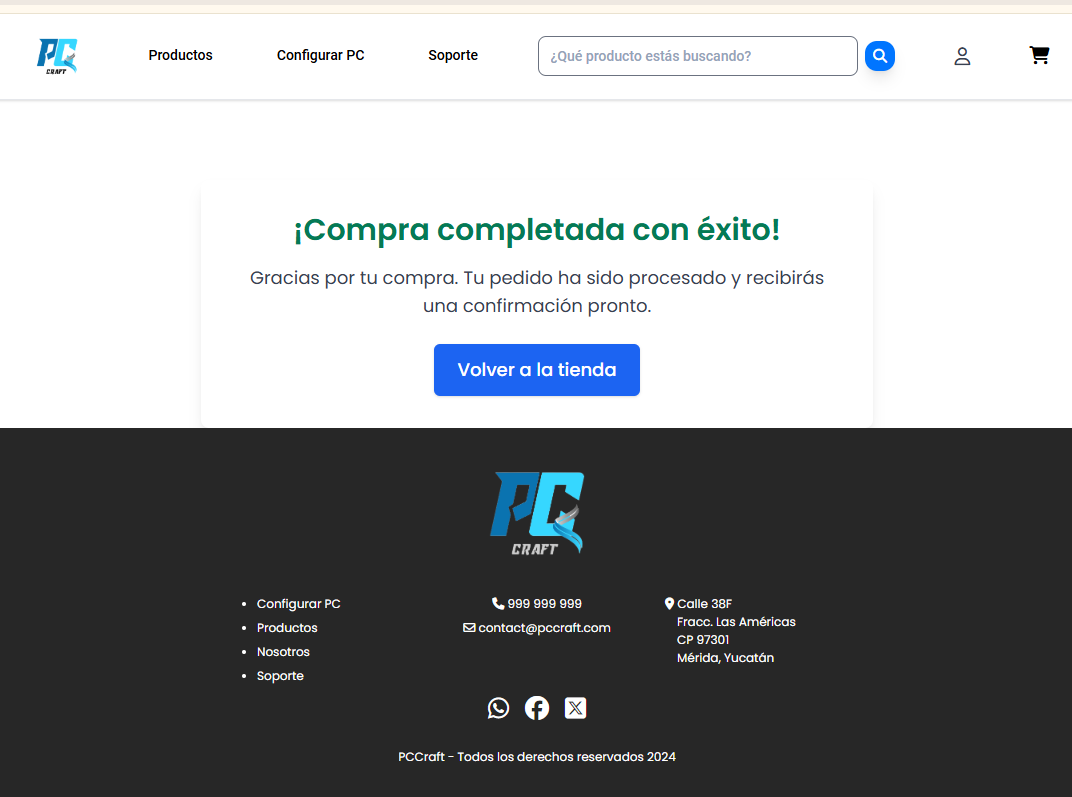 PC
CRAFT
Productos
Configurar PC
Soporte
¿Qué producto estás buscando?
¡Compra completada con éxito!
Gracias por tu compra. Tu pedido ha sido procesado y recibirás
una confirmación pronto.
Volver a la tienda
PC
CRAFT
Configurar PC
Productos
Nosotros
Soporte
999 999 999
contact@pccraft.com
Calle 38F
Fracc. Las Américas
CP 97301
Mérida, Yucatán
PCCraft - Todos los derechos reservados 2024